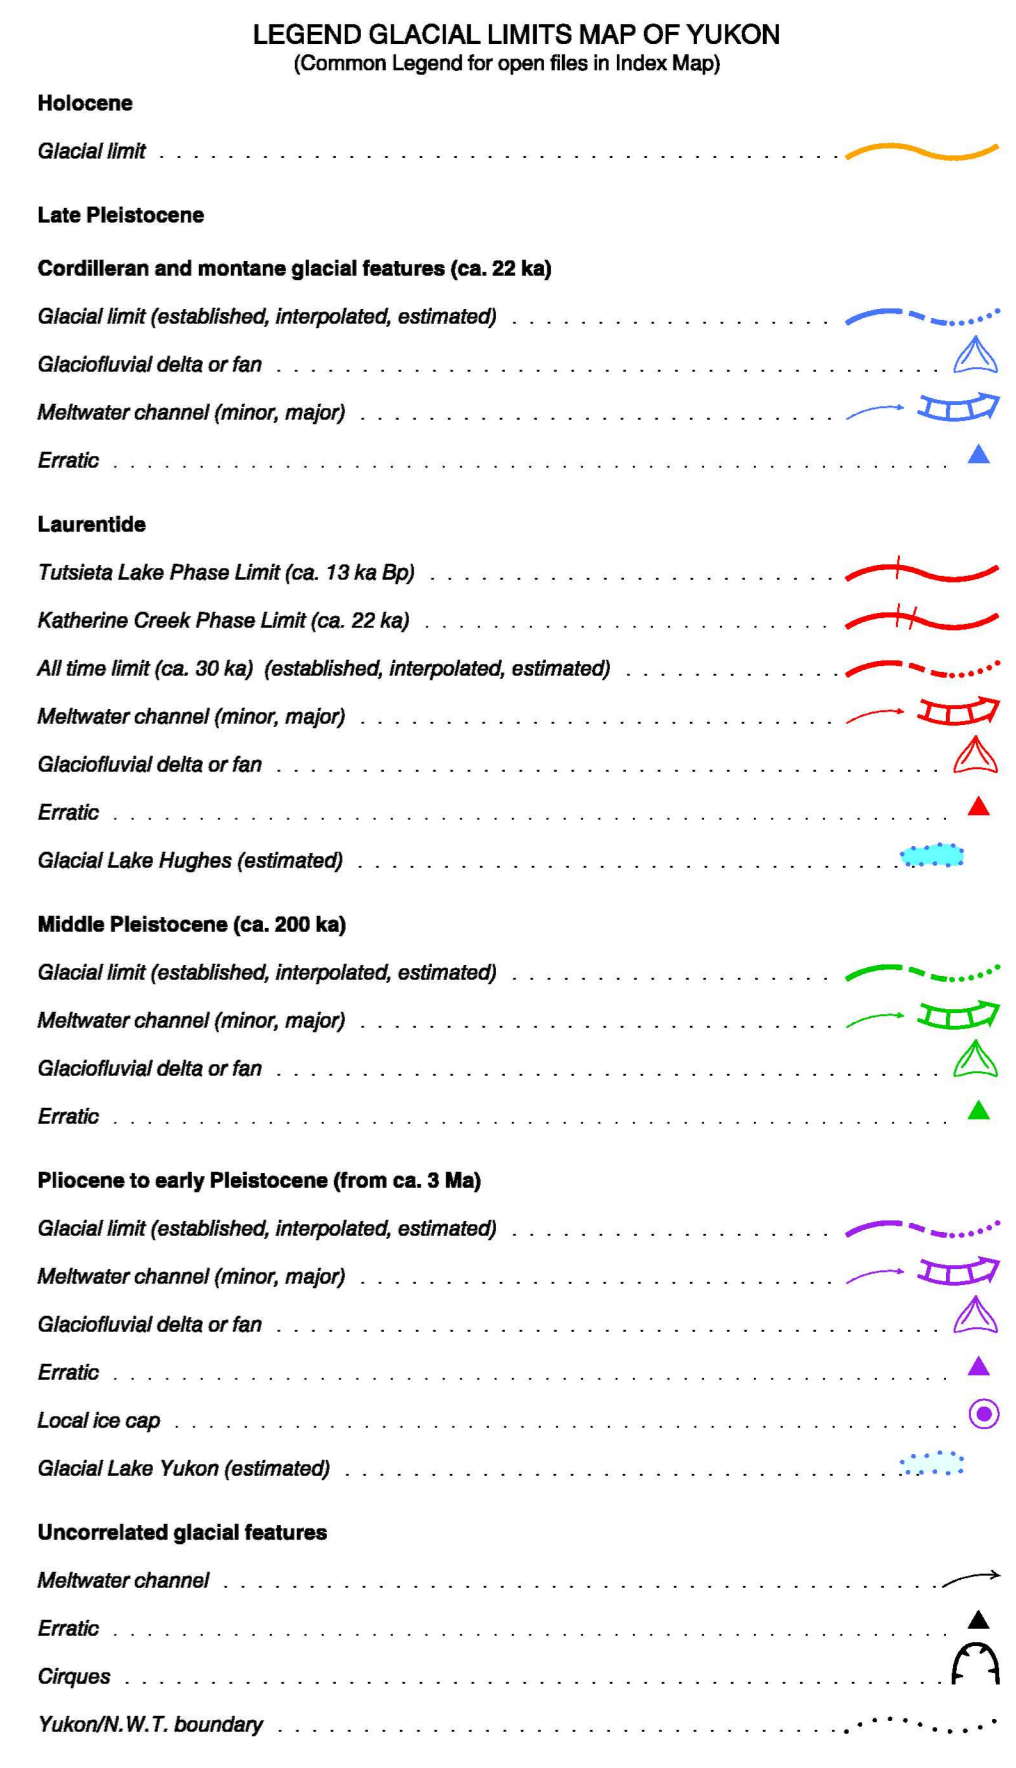 LEGEND GLACIAL LIMITS MAP OF YUKON
(Common Legend for open files in Index Map)
Holocene
Glacial limit
Late Pleistocene
Cordilleran and montane glacial features (ca. 22 ka)
Glacial limit (established, interpolated, estimated)
Glaciofluvial delta or fan
Meltwater channel (minor, major)
Erratic
Laurentide
Tutsieta Lake Phase Limit (ca. 13 ka Bp)
Katherine Creek Phase Limit (ca. 22 ka)
All time limit (ca. 30 ka) (established, interpolated, estimated)
Meltwater channel (minor, major)
Glaciofluvial delta or fan
Erratic
Glacial Lake Hughes (estimated)
Middle Pleistocene (ca. 200 ka)
Glacial limit (established, interpolated, estimated)
Meltwater channel (minor, major)
Glaciofluvial delta or fan
Erratic
Pliocene to early Pleistocene (from ca. 3 Ma)
Glacial limit (established, interpolated, estimated)
Meltwater channel (minor, major)
Glaciofluvial delta or fan
Erratic
Local ice cap
Glacial Lake Yukon (estimated)
Uncorrelated glacial features
Meltwater channel
Erratic
Cirques
Yukon/N.W.T. boundary